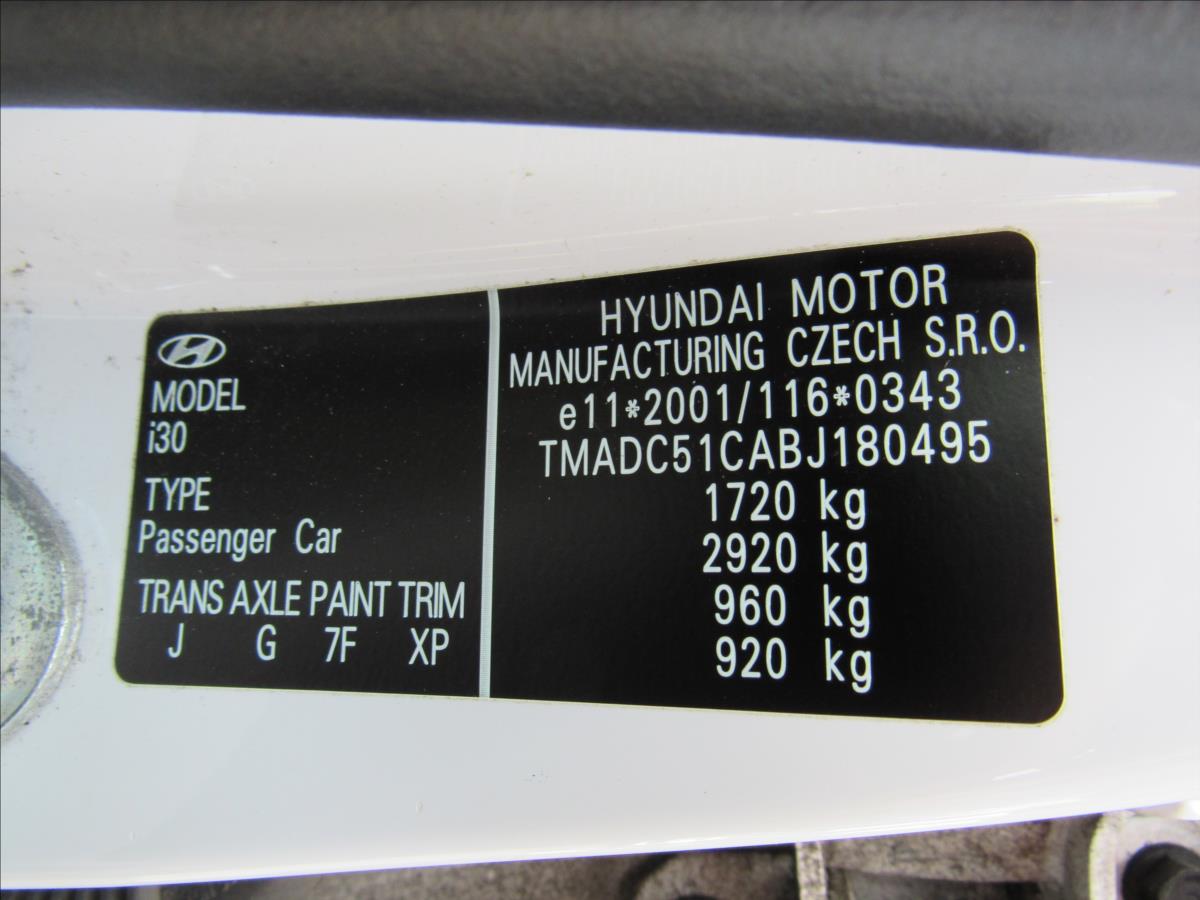 MODEL
i30
TYPE
Passenger Car
TRANS AXLE PAINT TRIM
J G 7F XP
HYUNDAI MOTOR
MANUFACTURING CZECH S.R.O.
e11*2001/116*0343
TMADC51CABJ180495
1720 kg
2920 kg
960 kg
920 kg